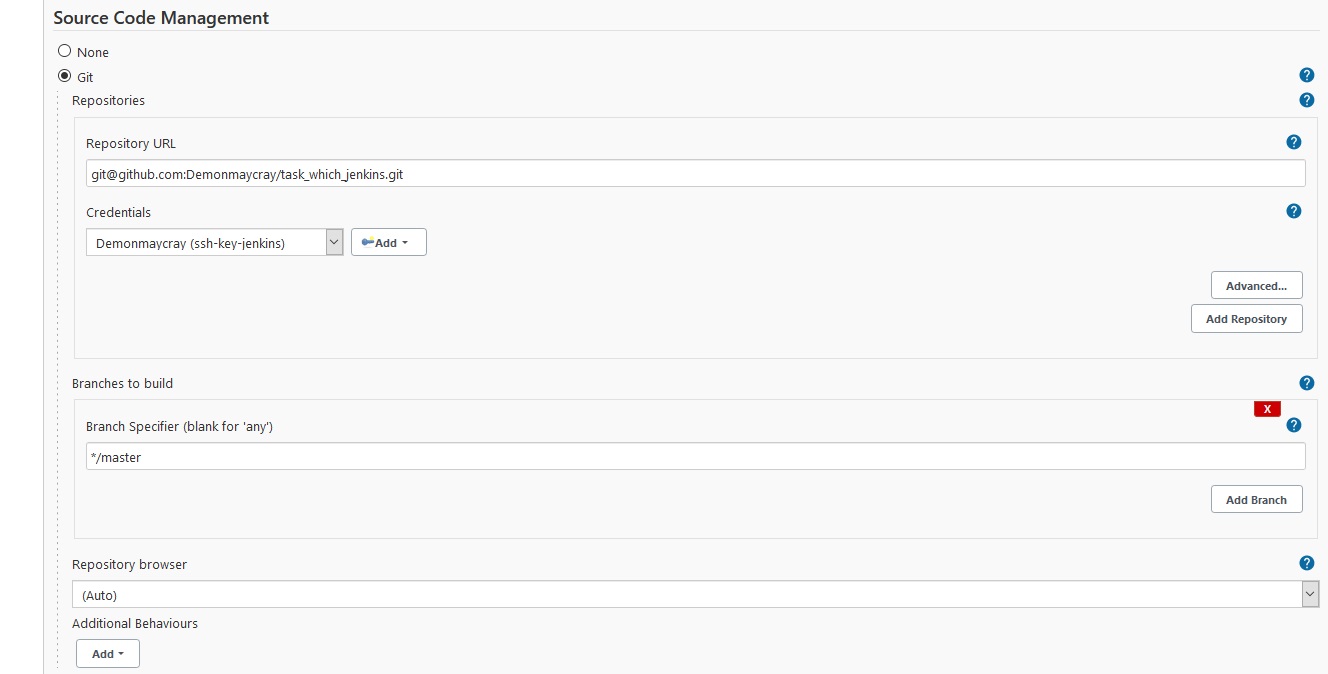 Source Code Management
None
Git
?
Repositories
?
Repository URL
?
git@github.com:Demonmaycray/task_which_jenkins.git
Credentials
?
Demonmaycray (ssh-key-jenkins)
Add
Advanced...
Add Repository
Branches to build
?
X
Branch Specifier (blank for 'any')
?
*/master
Add Branch
Repository browser
?
(Auto)
Additional Behaviours
Add